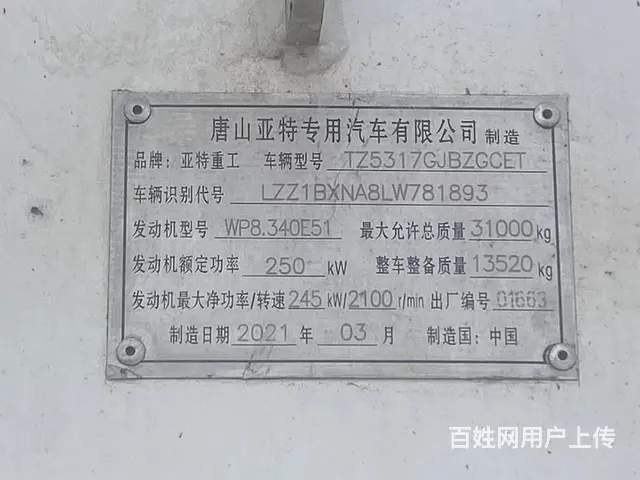 唐山亚特专用汽车有限公司 制造
品牌：亚特重工 车辆型号 TZ5317GJBZGCET
车辆识别代号 LZZ1BXNA8LW781893
发动机型号 WP8.340E51 最大允许总质量 31000 kg
发动机额定功率 250 kW 整车整备质量 13520 kg
发动机最大净功率/转速 245 kW/2100 r/min 出厂编号 01663
制造日期 2021 年 03 月 制造国：中国
百姓网用户上传